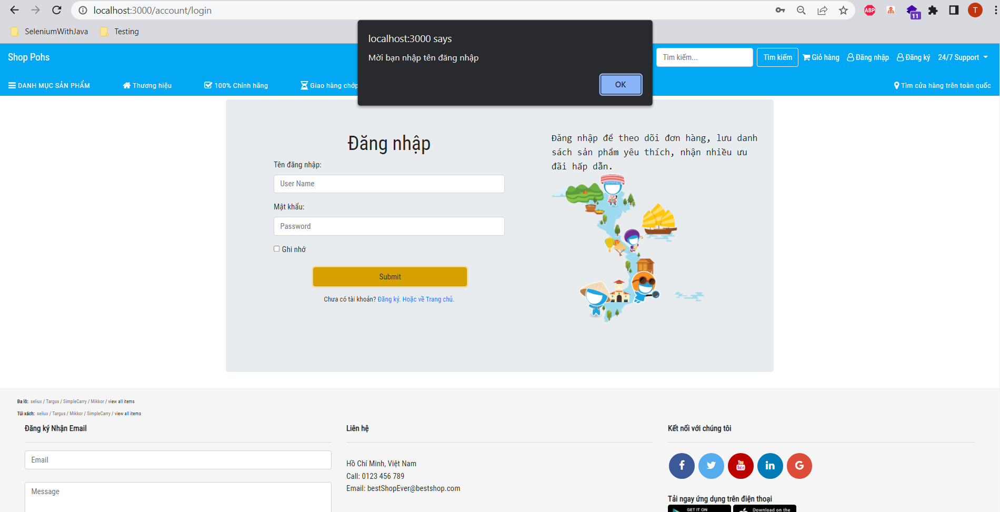 localhost:3000/account/login
ABP
11
T
SeleniumWithJava
Testing
localhost:3000 says
Mời bạn nhập tên đăng nhập
OK
Shop Pohs
Tìm kiếm...
Tìm kiếm
Giỏ hàng
Đăng nhập
Đăng ký
24/7 Support
DANH MỤC SẢN PHẨM
Thương hiệu
100% Chính hãng
Giao hàng chớp
Tìm cửa hàng trên toàn quốc
Đăng nhập
Tên đăng nhập:
User Name
Mật khẩu:
Password
Ghi nhớ
Submit
Chưa có tài khoản? Đăng ký. Hoặc về Trang chủ.
Đăng nhập để theo dõi đơn hàng, lưu danh
sách sản phẩm yêu thích, nhận nhiều ưu
đãi hấp dẫn.
Ba lô: seliux / Targus / SimpleCarry / Mikkor / view all items
Túi xách: seliux / Targus / Mikkor / SimpleCarry / view all items
Đăng ký Nhận Email
Email
Message
Liên hệ
Hồ Chí Minh, Việt Nam
Call: 0123 456 789
Email: bestShopEver@bestshop.com
Kết nối với chúng tôi
f
You
Tube
in
G
Tải ngay ứng dụng trên điện thoại
GET IT ON
Download on the